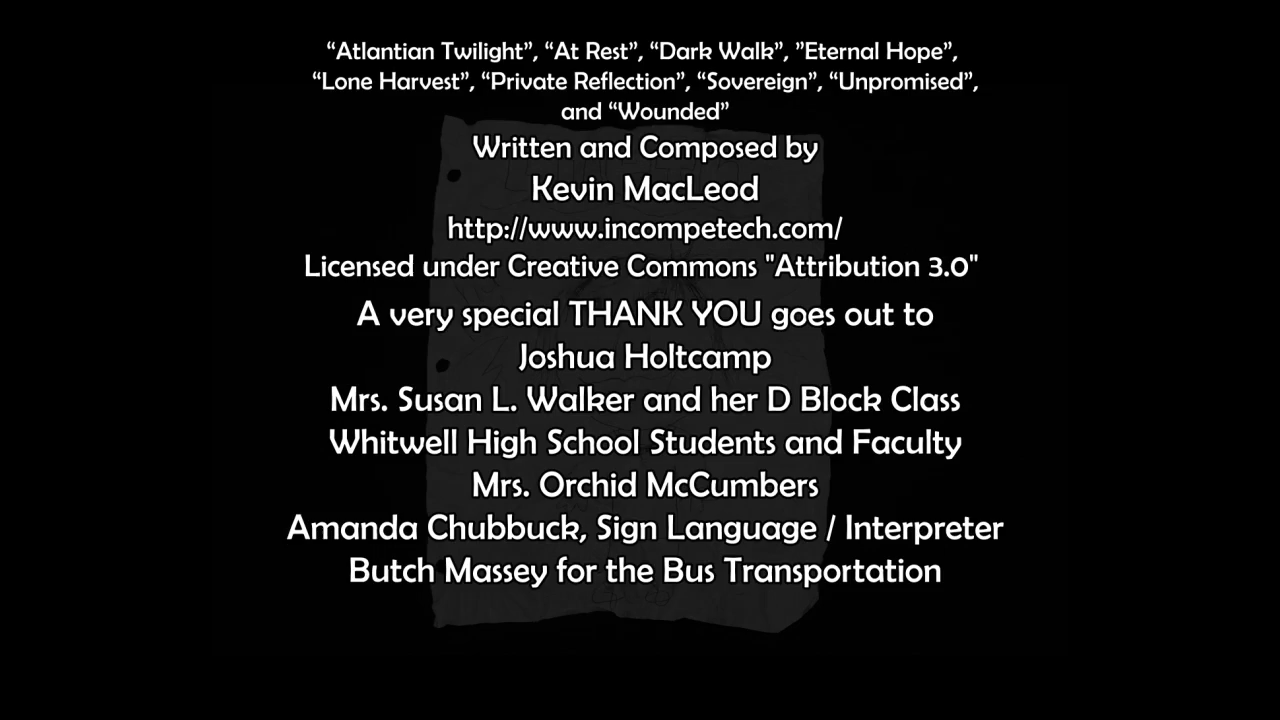 “Atlantian Twilight”, “At Rest”, “Dark Walk”, ”Eternal Hope”,
“Lone Harvest”, “Private Reflection”, “Sovereign”, “Unpromised”,
and “Wounded”
Written and Composed by
Kevin MacLeod
http://www.incompetech.com/
Licensed under Creative Commons "Attribution 3.0"
A very special THANK YOU goes out to
Joshua Holtcamp
Mrs. Susan L. Walker and her D Block Class
Whitwell High School Students and Faculty
Mrs. Orchid McCumbers
Amanda Chubbuck, Sign Language / Interpreter
Butch Massey for the Bus Transportation